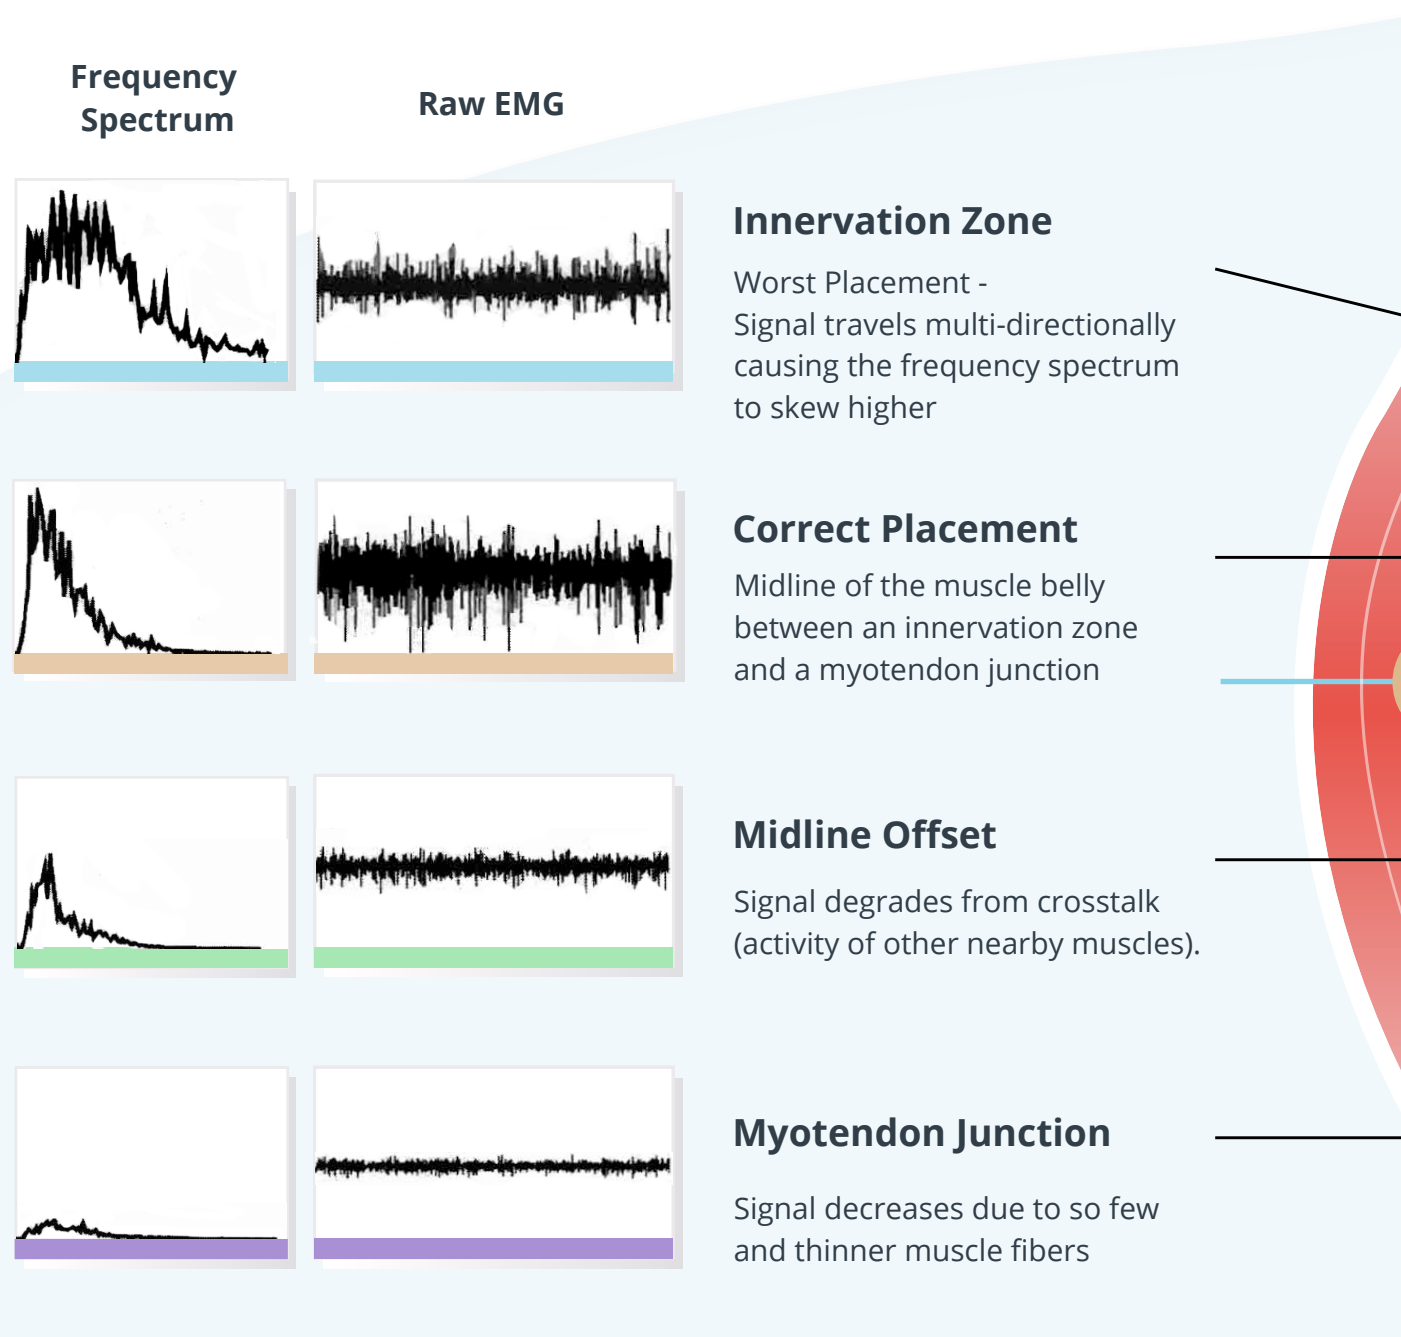 Frequency
Spectrum
Raw EMG
Innervation Zone
Worst Placement -
Signal travels multi-directionally
causing the frequency spectrum
to skew higher
Correct Placement
Midline of the muscle belly
between an innervation zone
and a myotendon junction
Midline Offset
Signal degrades from crosstalk
(activity of other nearby muscles).
Myotendon Junction
Signal decreases due to so few
and thinner muscle fibers